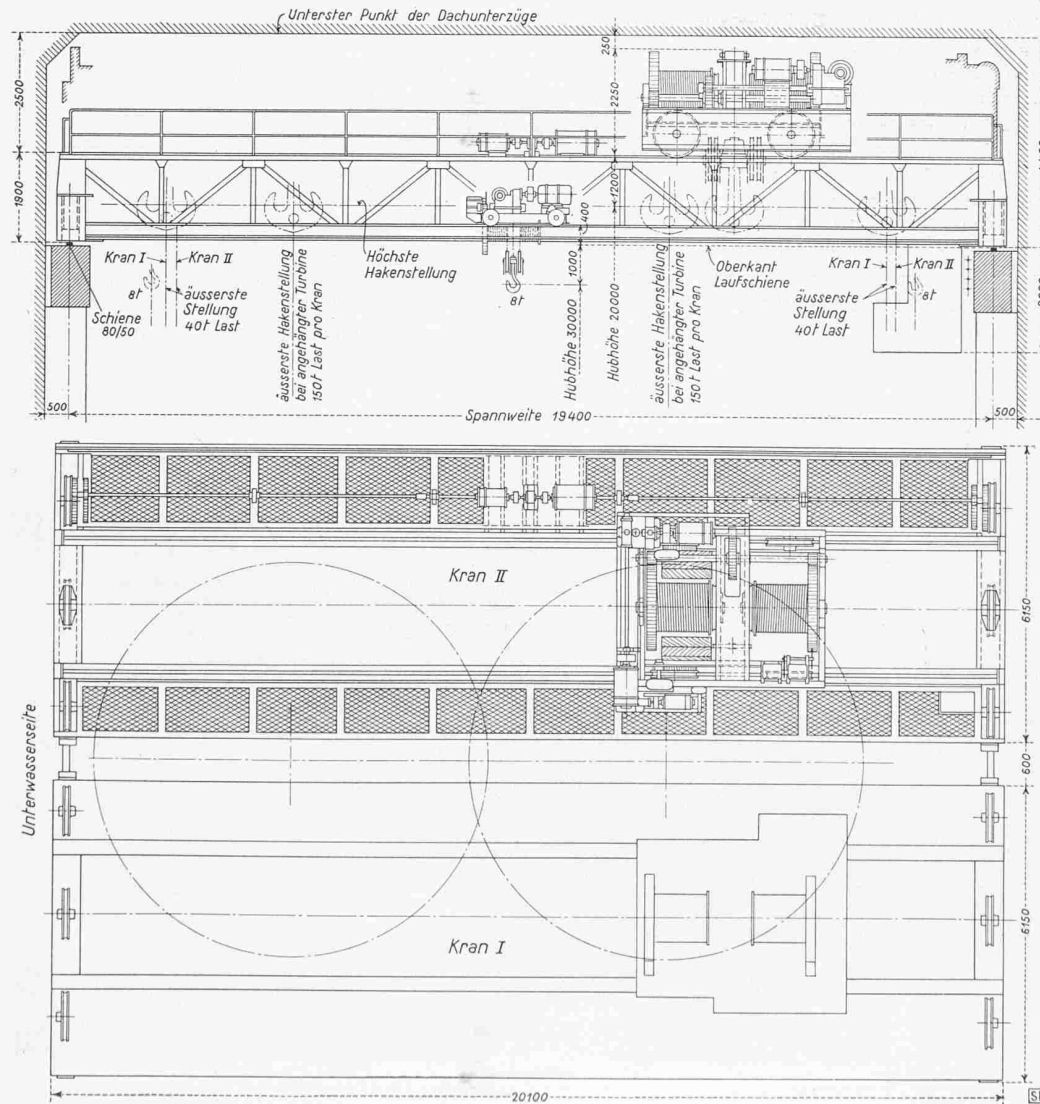 Unterster Punkt der Dachunterzüge
250
2500
2250
1900
1200
400
1000
Kran I
Kran II
8t
Schiene
80/50
äusserste
Stellung
40t Last
äusserste Hakenstellung
bei angehängter Turbine
150t Last pro Kran
Höchste
Hakenstellung
8t
Hubhöhe 30000
Hubhöhe 20000
äusserste Hakenstellung
bei angehängter Turbine
150t Last pro Kran
Oberkant
Laufschiene
Kran I
Kran II
8t
äusserste
Stellung
40t Last
500
Spannweite 19400
500
Kran II
6150
600
Unterwasserseite
Kran I
6150
20100